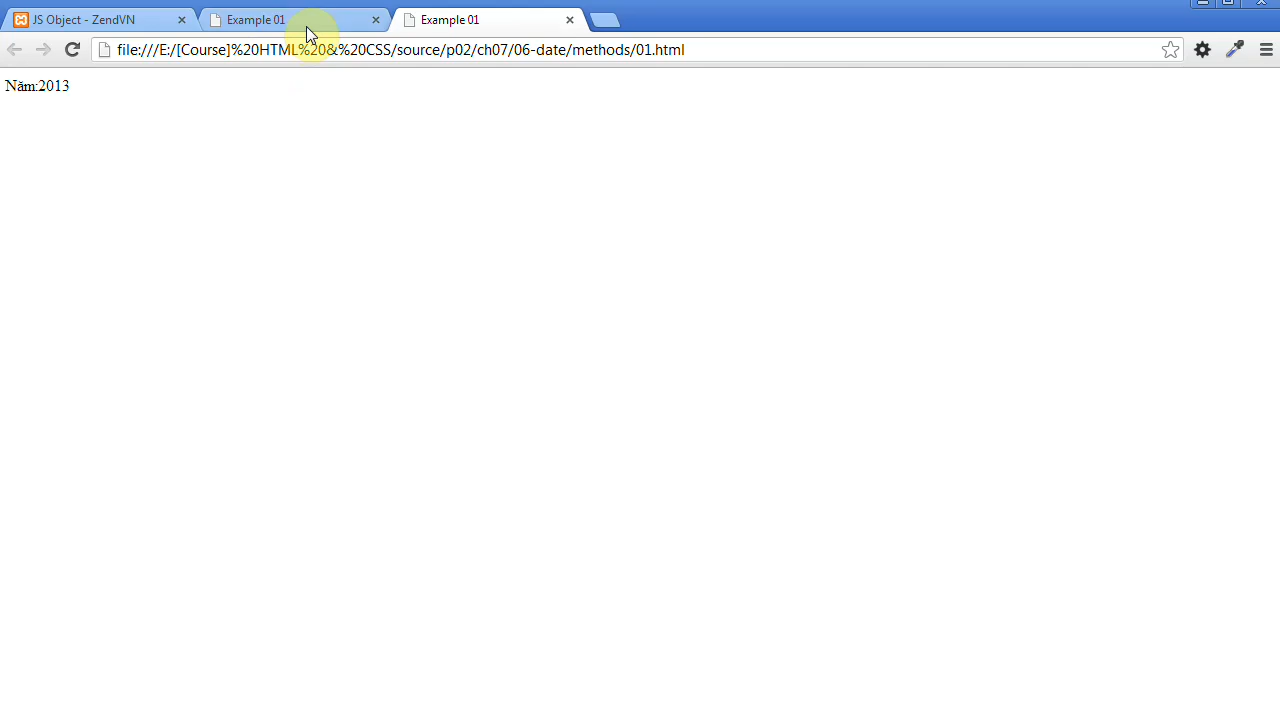 JS Object - ZendVN
Example 01
Example 01
file:///E:/[Course]%20HTML%20&%20CSS/source/p02/ch07/06-date/methods/01.html
Năm:2013